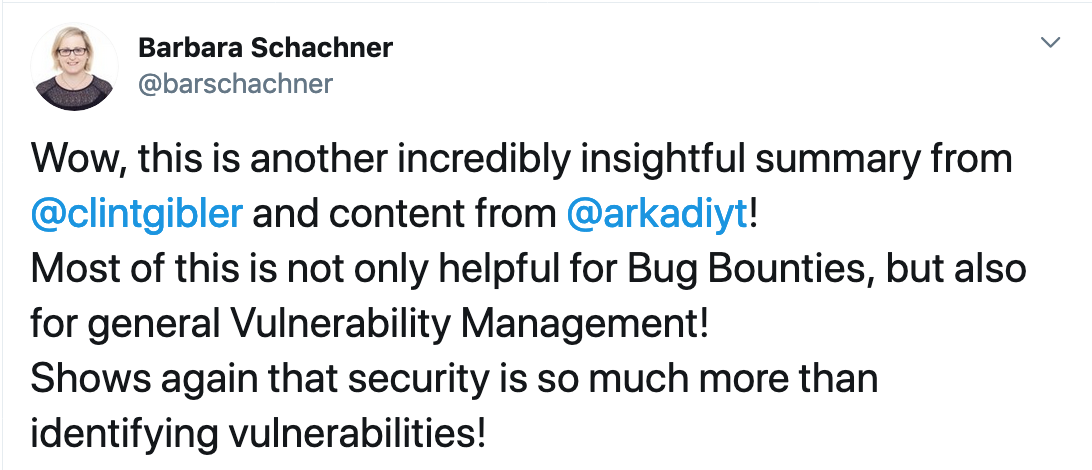 Barbara Schachner
@barschachner
Wow, this is another incredibly insightful summary from
@clintgibler and content from @arkadiyt!
Most of this is not only helpful for Bug Bounties, but also
for general Vulnerability Management!
Shows again that security is so much more than
identifying vulnerabilities!